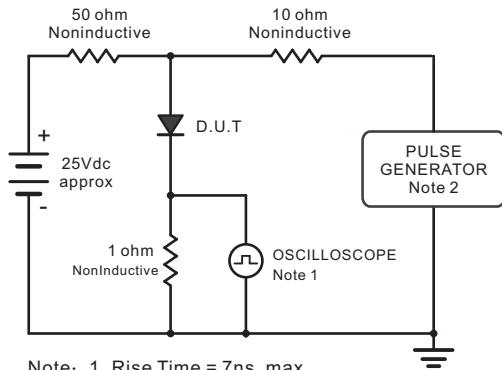 50 ohm
Noninductive
10 ohm
Noninductive
D.U.T
+
25Vdc
approx
-
PULSE
GENERATOR
Note 2
1 ohm
NonInductive
OSCILLOSCOPE
Note 1
Note: 1. Rise Time = 7ns. max